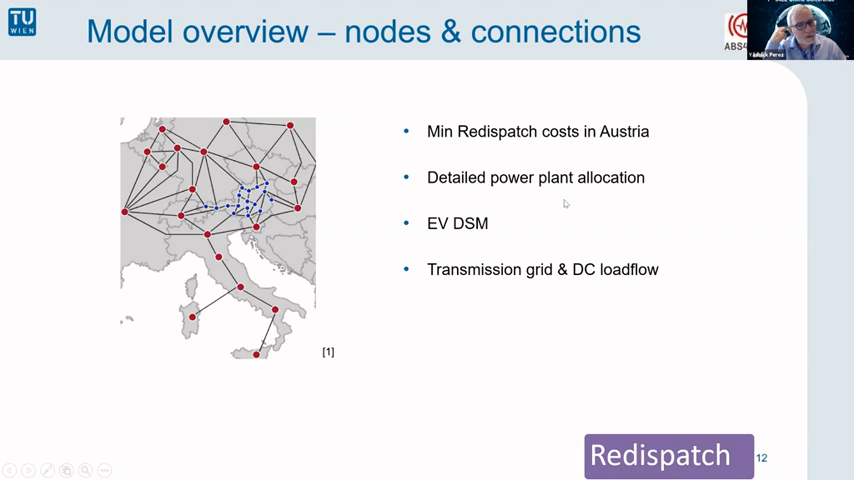 TU
WIEN
Model overview – nodes & connections
ABS4
Yannick Perez
• Min Redispatch costs in Austria
• Detailed power plant allocation
• EV DSM
• Transmission grid & DC loadflow
[1]
Redispatch
12